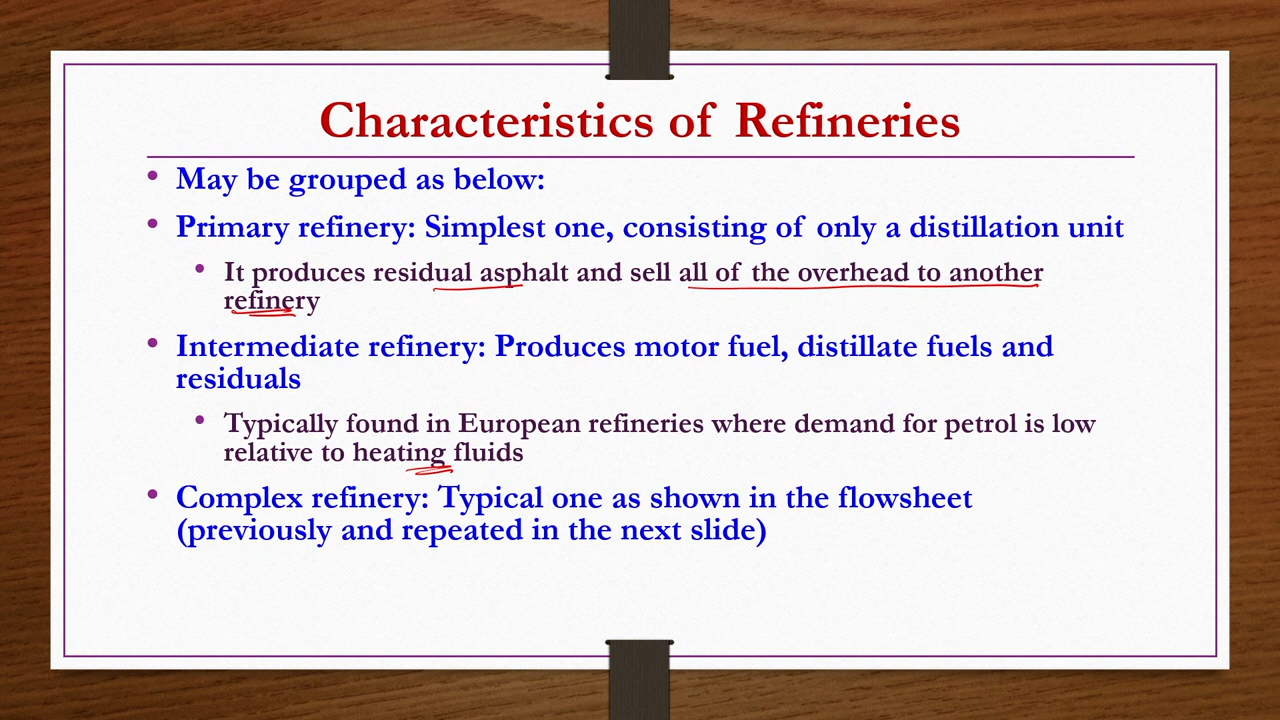 Characteristics of Refineries
• May be grouped as below:
• Primary refinery: Simplest one, consisting of only a distillation unit
• It produces residual asphalt and sell all of the overhead to another
refinery
• Intermediate refinery: Produces motor fuel, distillate fuels and
residuals
• Typically found in European refineries where demand for petrol is low
relative to heating fluids
• Complex refinery: Typical one as shown in the flowsheet
(previously and repeated in the next slide)